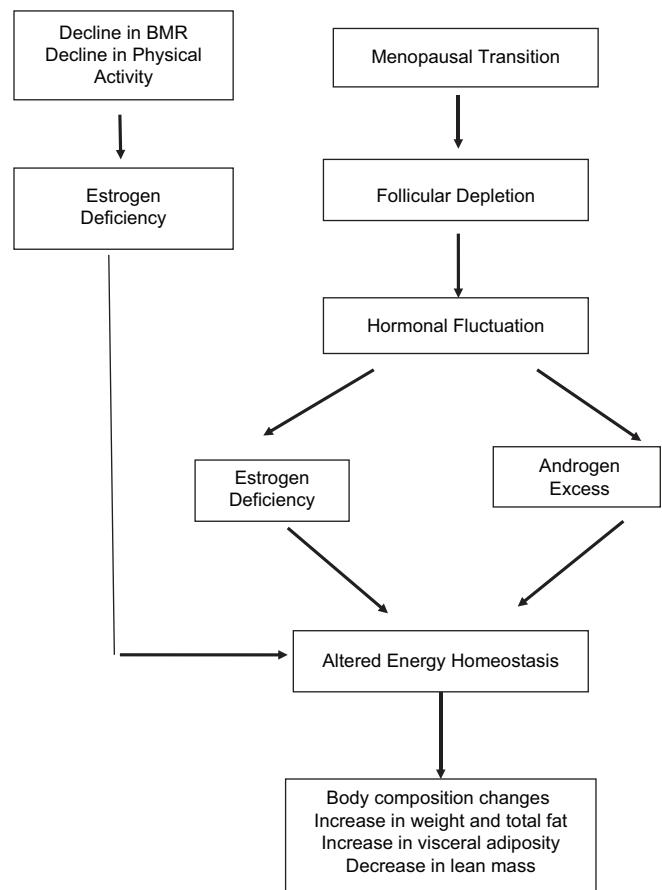 Decline in BMR
Decline in Physical
Activity
Estrogen
Deficiency
Menopausal Transition
Follicular Depletion
Hormonal Fluctuation
Estrogen
Deficiency
Androgen
Excess
Altered Energy Homeostasis
Body composition changes
Increase in weight and total fat
Increase in visceral adiposity
Decrease in lean mass